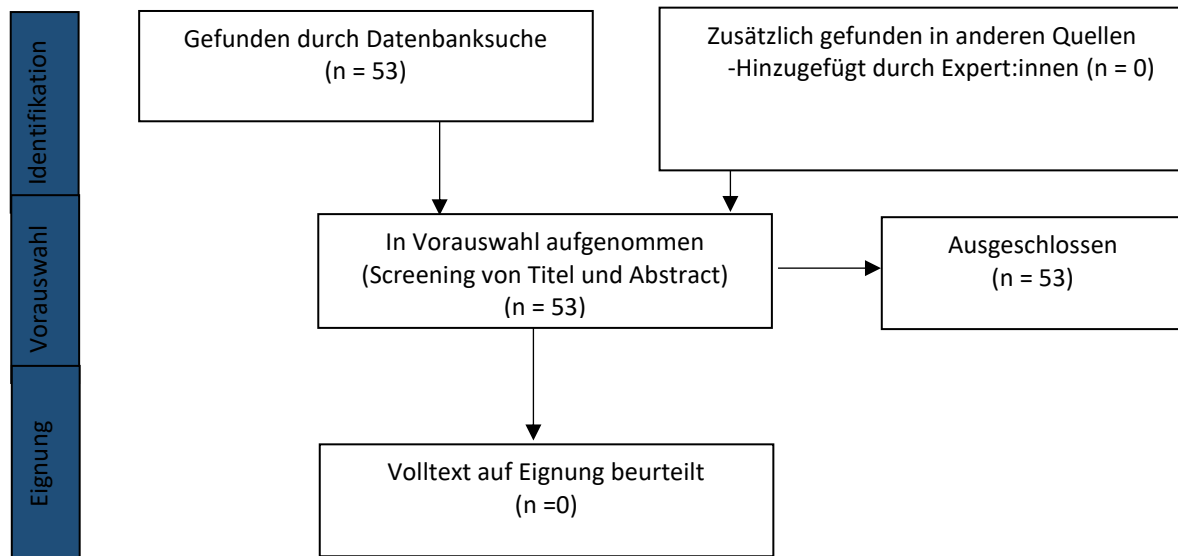 Identifikation
Gefunden durch Datenbanksuche
(n = 53)
Zusätzlich gefunden in anderen Quellen
-Hinzugefügt durch Expert:innen (n = 0)
Vorauswahl
In Vorauswahl aufgenommen
(Screening von Titel und Abstract)
(n = 53)
Ausgeschlossen
(n = 53)
Eignung
Volltext auf Eignung beurteilt
(n =0)